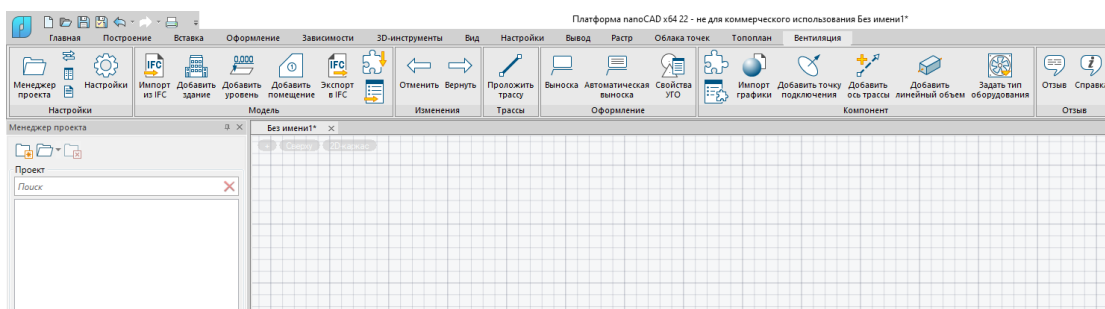 Платформа nanoCAD x64 22 - не для коммерческого использования Без имени1*
Главная Построение Вставка Оформление Зависимости 3D-инструменты Вид Настройки Вывод Растр Облака точек Топоплан Вентиляция
IFC 0.000 1 IFC
Менеджер проекта Настройки Импорт из IFC Добавить здание Добавить уровень Добавить помещение Экспорт в IFC Отменить Вернуть Проложить трассу Выноска Автоматическая выноска Свойства УГО Импорт графики Добавить точку подключения Добавить ось трассы Добавить линейный объем Задать тип оборудования Отзыв Справка
Настройки Модель Изменения Трассы Оформление Компонент Отзыв
Менеджер проекта Без имени1*
Сверху 2D-каркас
Проект
Поиск